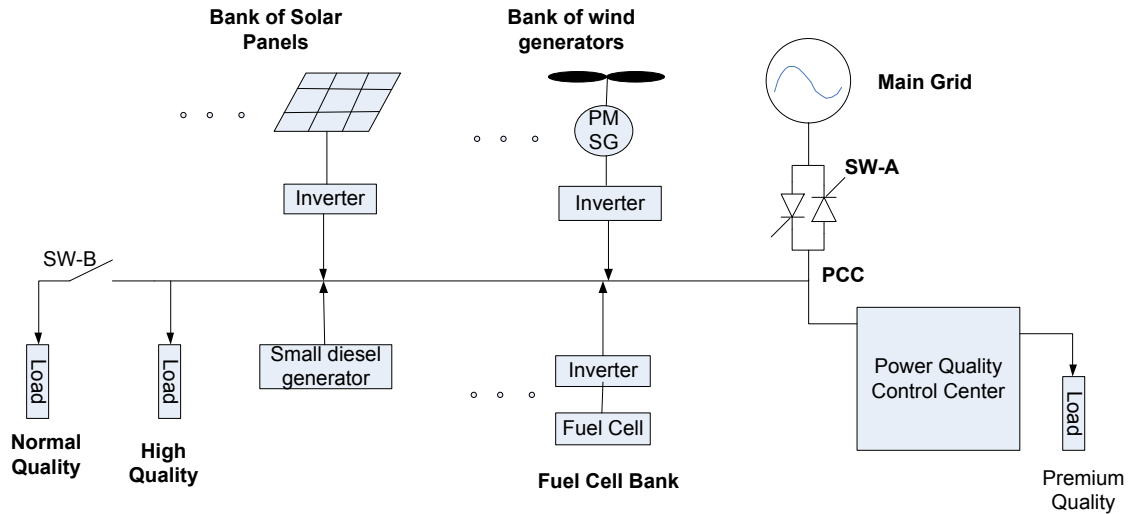 Bank of Solar
Panels
Bank of wind
generators
Main Grid
PM
SG
SW-A
Inverter
Inverter
SW-B
PCC
Load
Load
Small diesel
generator
Inverter
Fuel Cell
Power Quality
Control Center
Load
Normal
Quality
High
Quality
Fuel Cell Bank
Premium
Quality